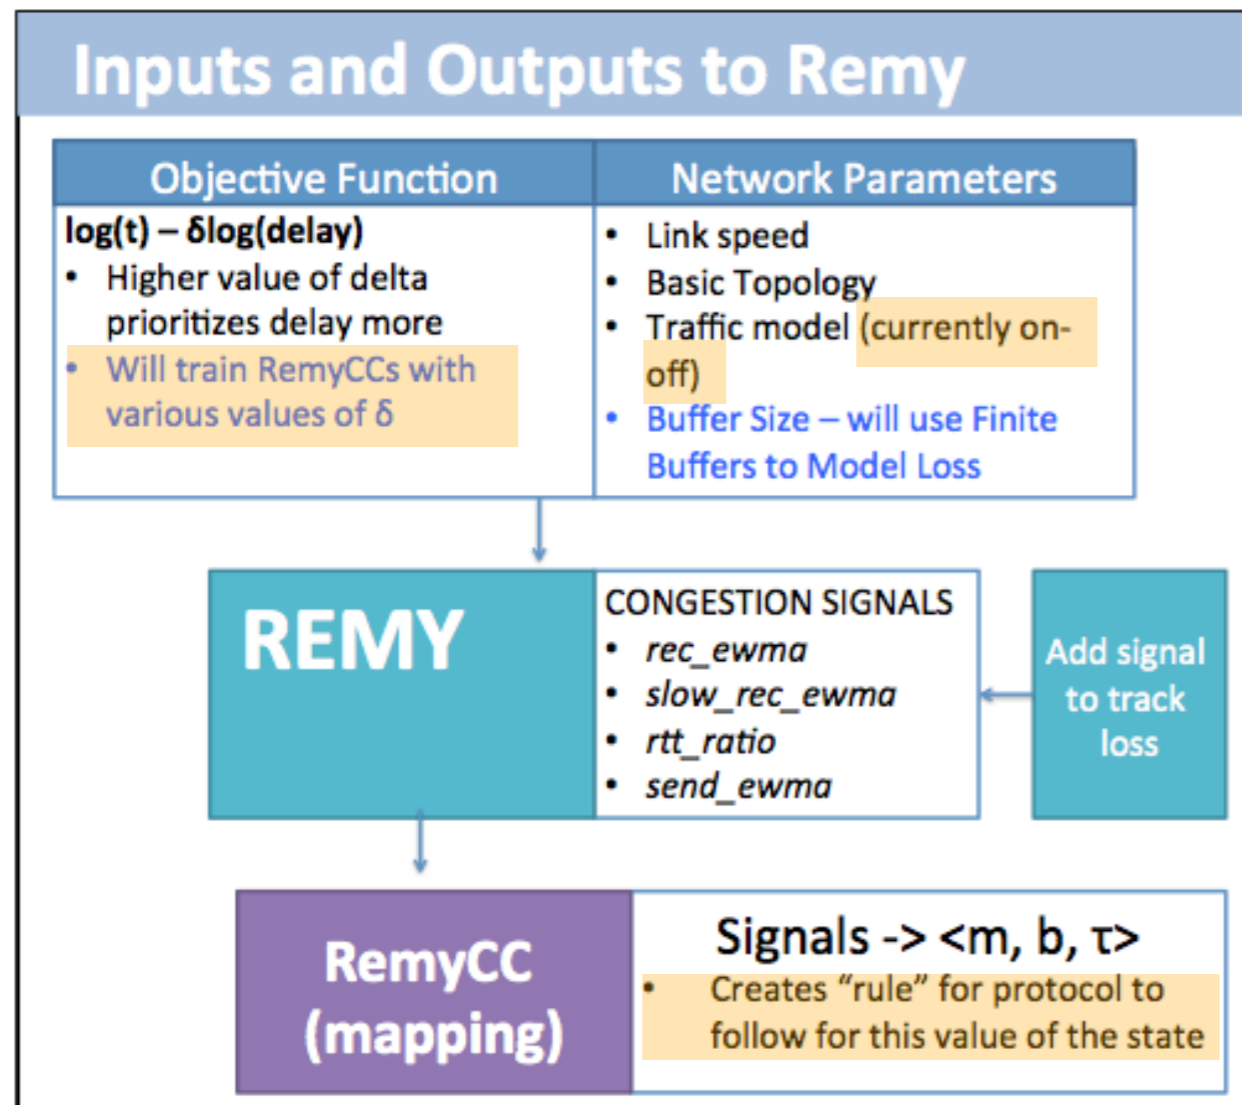 Inputs and Outputs to Remy
Objective Function
log(t) – δlog(delay)
• Higher value of delta
prioritizes delay more
• Will train RemyCCs with
various values of δ
Network Parameters
• Link speed
• Basic Topology
• Traffic model (currently on-
off)
• Buffer Size – will use Finite
Buffers to Model Loss
REMY
CONGESTION SIGNALS
• rec_ewma
• slow_rec_ewma
• rtt_ratio
• send_ewma
Add signal
to track
loss
RemyCC
(mapping)
Signals -> <m, b, τ>
• Creates “rule” for protocol to
follow for this value of the state